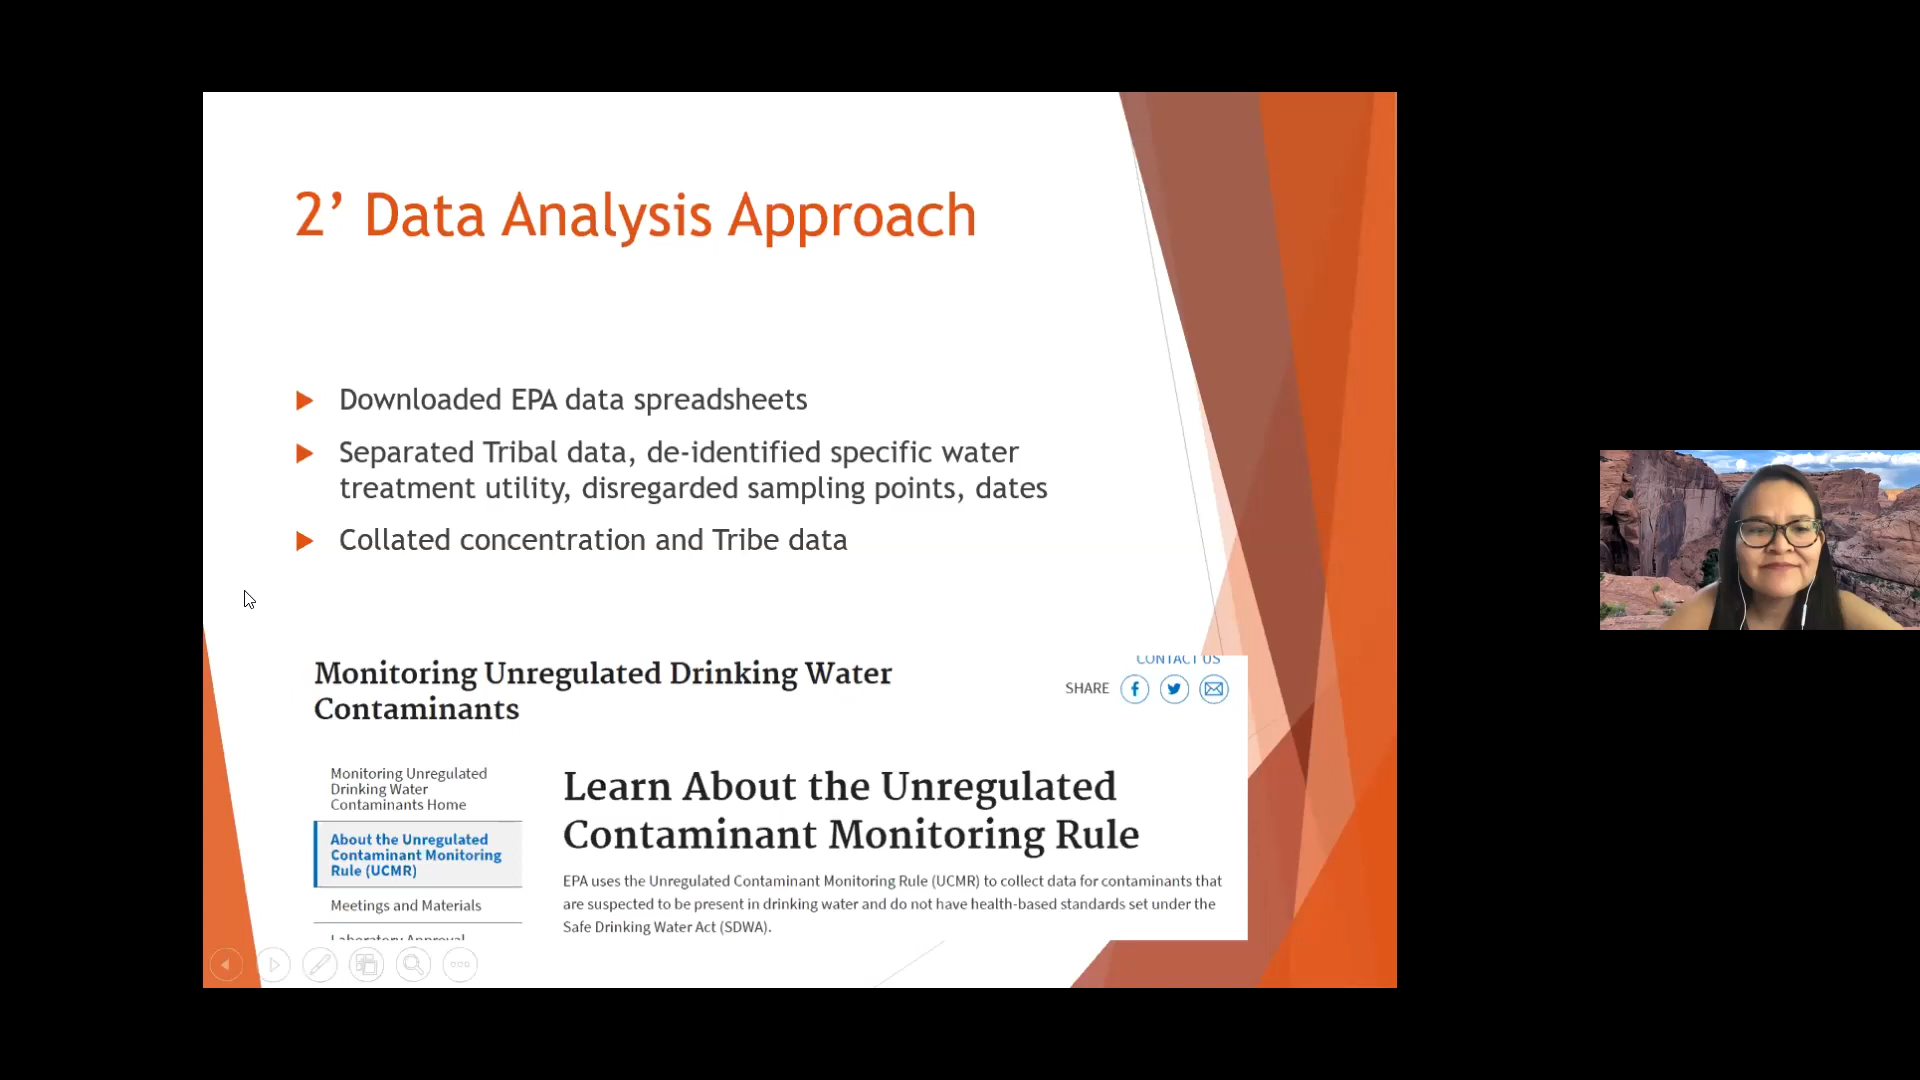 2’ Data Analysis Approach
Downloaded EPA data spreadsheets
Separated Tribal data, de-identified specific water
treatment utility, disregarded sampling points, dates
Collated concentration and Tribe data
CONTACT US
SHARE
Monitoring Unregulated Drinking Water
Contaminants
Monitoring Unregulated
Drinking Water
Contaminants Home
About the Unregulated
Contaminant Monitoring
Rule (UCMR)
Meetings and Materials
Laboratory Approval
Learn About the Unregulated
Contaminant Monitoring Rule
EPA uses the Unregulated Contaminant Monitoring Rule (UCMR) to collect data for contaminants that
are suspected to be present in drinking water and do not have health-based standards set under the
Safe Drinking Water Act (SDWA).